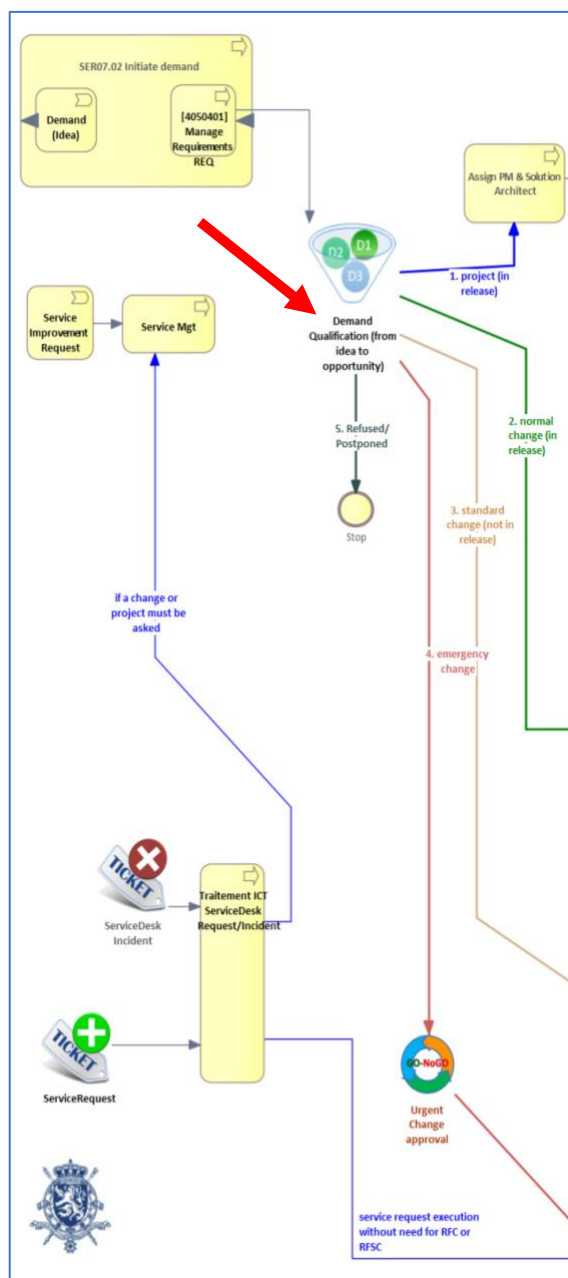 SER07.02 Initiate demand
Demand
(Idea)
[4050401]
Manage
Requirements
REQ
Assign PM & Solution
Architect
D2
D1
D3
1. project (in
release)
Service
Improvement
Request
Service Mgt
Demand
Qualification (from
idea to
opportunity)
5. Refused/
Postponed
2. normal
change (in
release)
Stop
3. standard
change (not in
release)
if a change or
project must be
asked
4. emergency
change
TICKET
ServiceDesk
Incident
Traitement ICT
ServiceDesk
Request/Incident
TICKET
ServiceRequest
GO-NoGO
Urgent
Change
approval
service request execution
without need for RFC or
RFSC